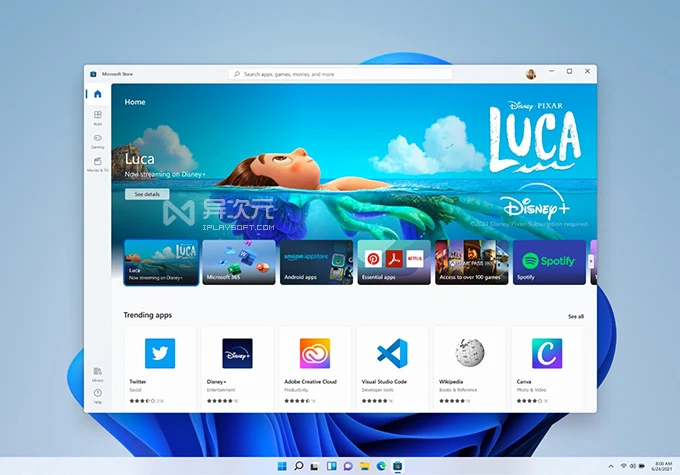 Microsoft Store
Search apps, games, movies, and more
Home
Apps
Gaming
Movies & TV
Luca
Now streaming on Disney+
See details
Disney · PIXAR
LUCA
Disney+
©2021 Disney/Pixar Subscription required.
异次元
IPLAYSOFT.COM
Luca
Now streaming on Disney+
LUCA
Microsoft 365
amazon appstore
Android apps
NETFLIX
Essential apps
Access to over 100 games
Spotify
Spotify
Trending apps
See all
Twitter
Social
Disney+
Disney+
Entertainment
Adobe Creative Cloud
Productivity
Visual Studio Code
Developer tools
Wikipedia
Books & Reference
Canva
Photo & Video
Library
Help
8:00 AM
6/24/2021